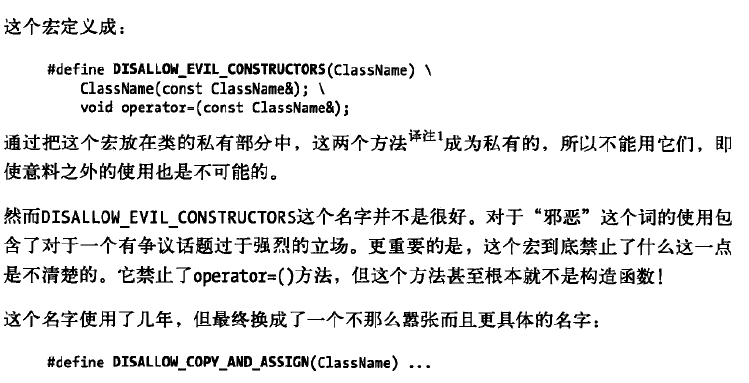 这个宏定义成：
#define DISALLOW_EVIL_CONSTRUCTORS(ClassName) \
ClassName(const ClassName&); \
void operator=(const ClassName&);
通过把这个宏放在类的私有部分中，这两个方法译注1成为私有的，所以不能用它们，即
使意料之外的使用也是不可能的。
然而DISALLOW_EVIL_CONSTRUCTORS这个名字并不是很好。对于“邪恶”这个词的使用包
含了对于一个有争议话题过于强烈的立场。更重要的是，这个宏到底禁止了什么这一点
是不清楚的。它禁止了operator=()方法，但这个方法甚至根本就不是构造函数！
这个名字使用了几年，但最终换成了一个不那么嚣张而且更具体的名字：
#define DISALLOW_COPY_AND_ASSIGN(ClassName) ...